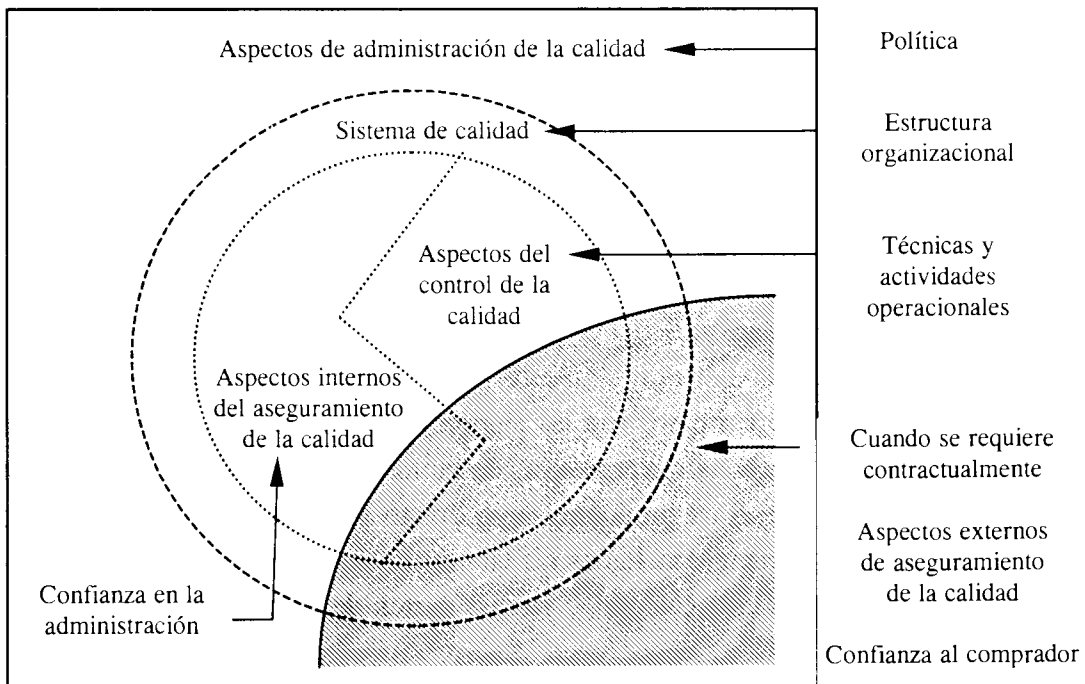 Aspectos de administración de la calidad
Política
Sistema de calidad
Estructura
organizacional
Aspectos del
control de la
calidad
Técnicas y
actividades
operacionales
Aspectos internos
del aseguramiento
de la calidad
Cuando se requiere
contractualmente
Aspectos externos
de aseguramiento
de la calidad
Confianza en la
administración
Confianza al comprador